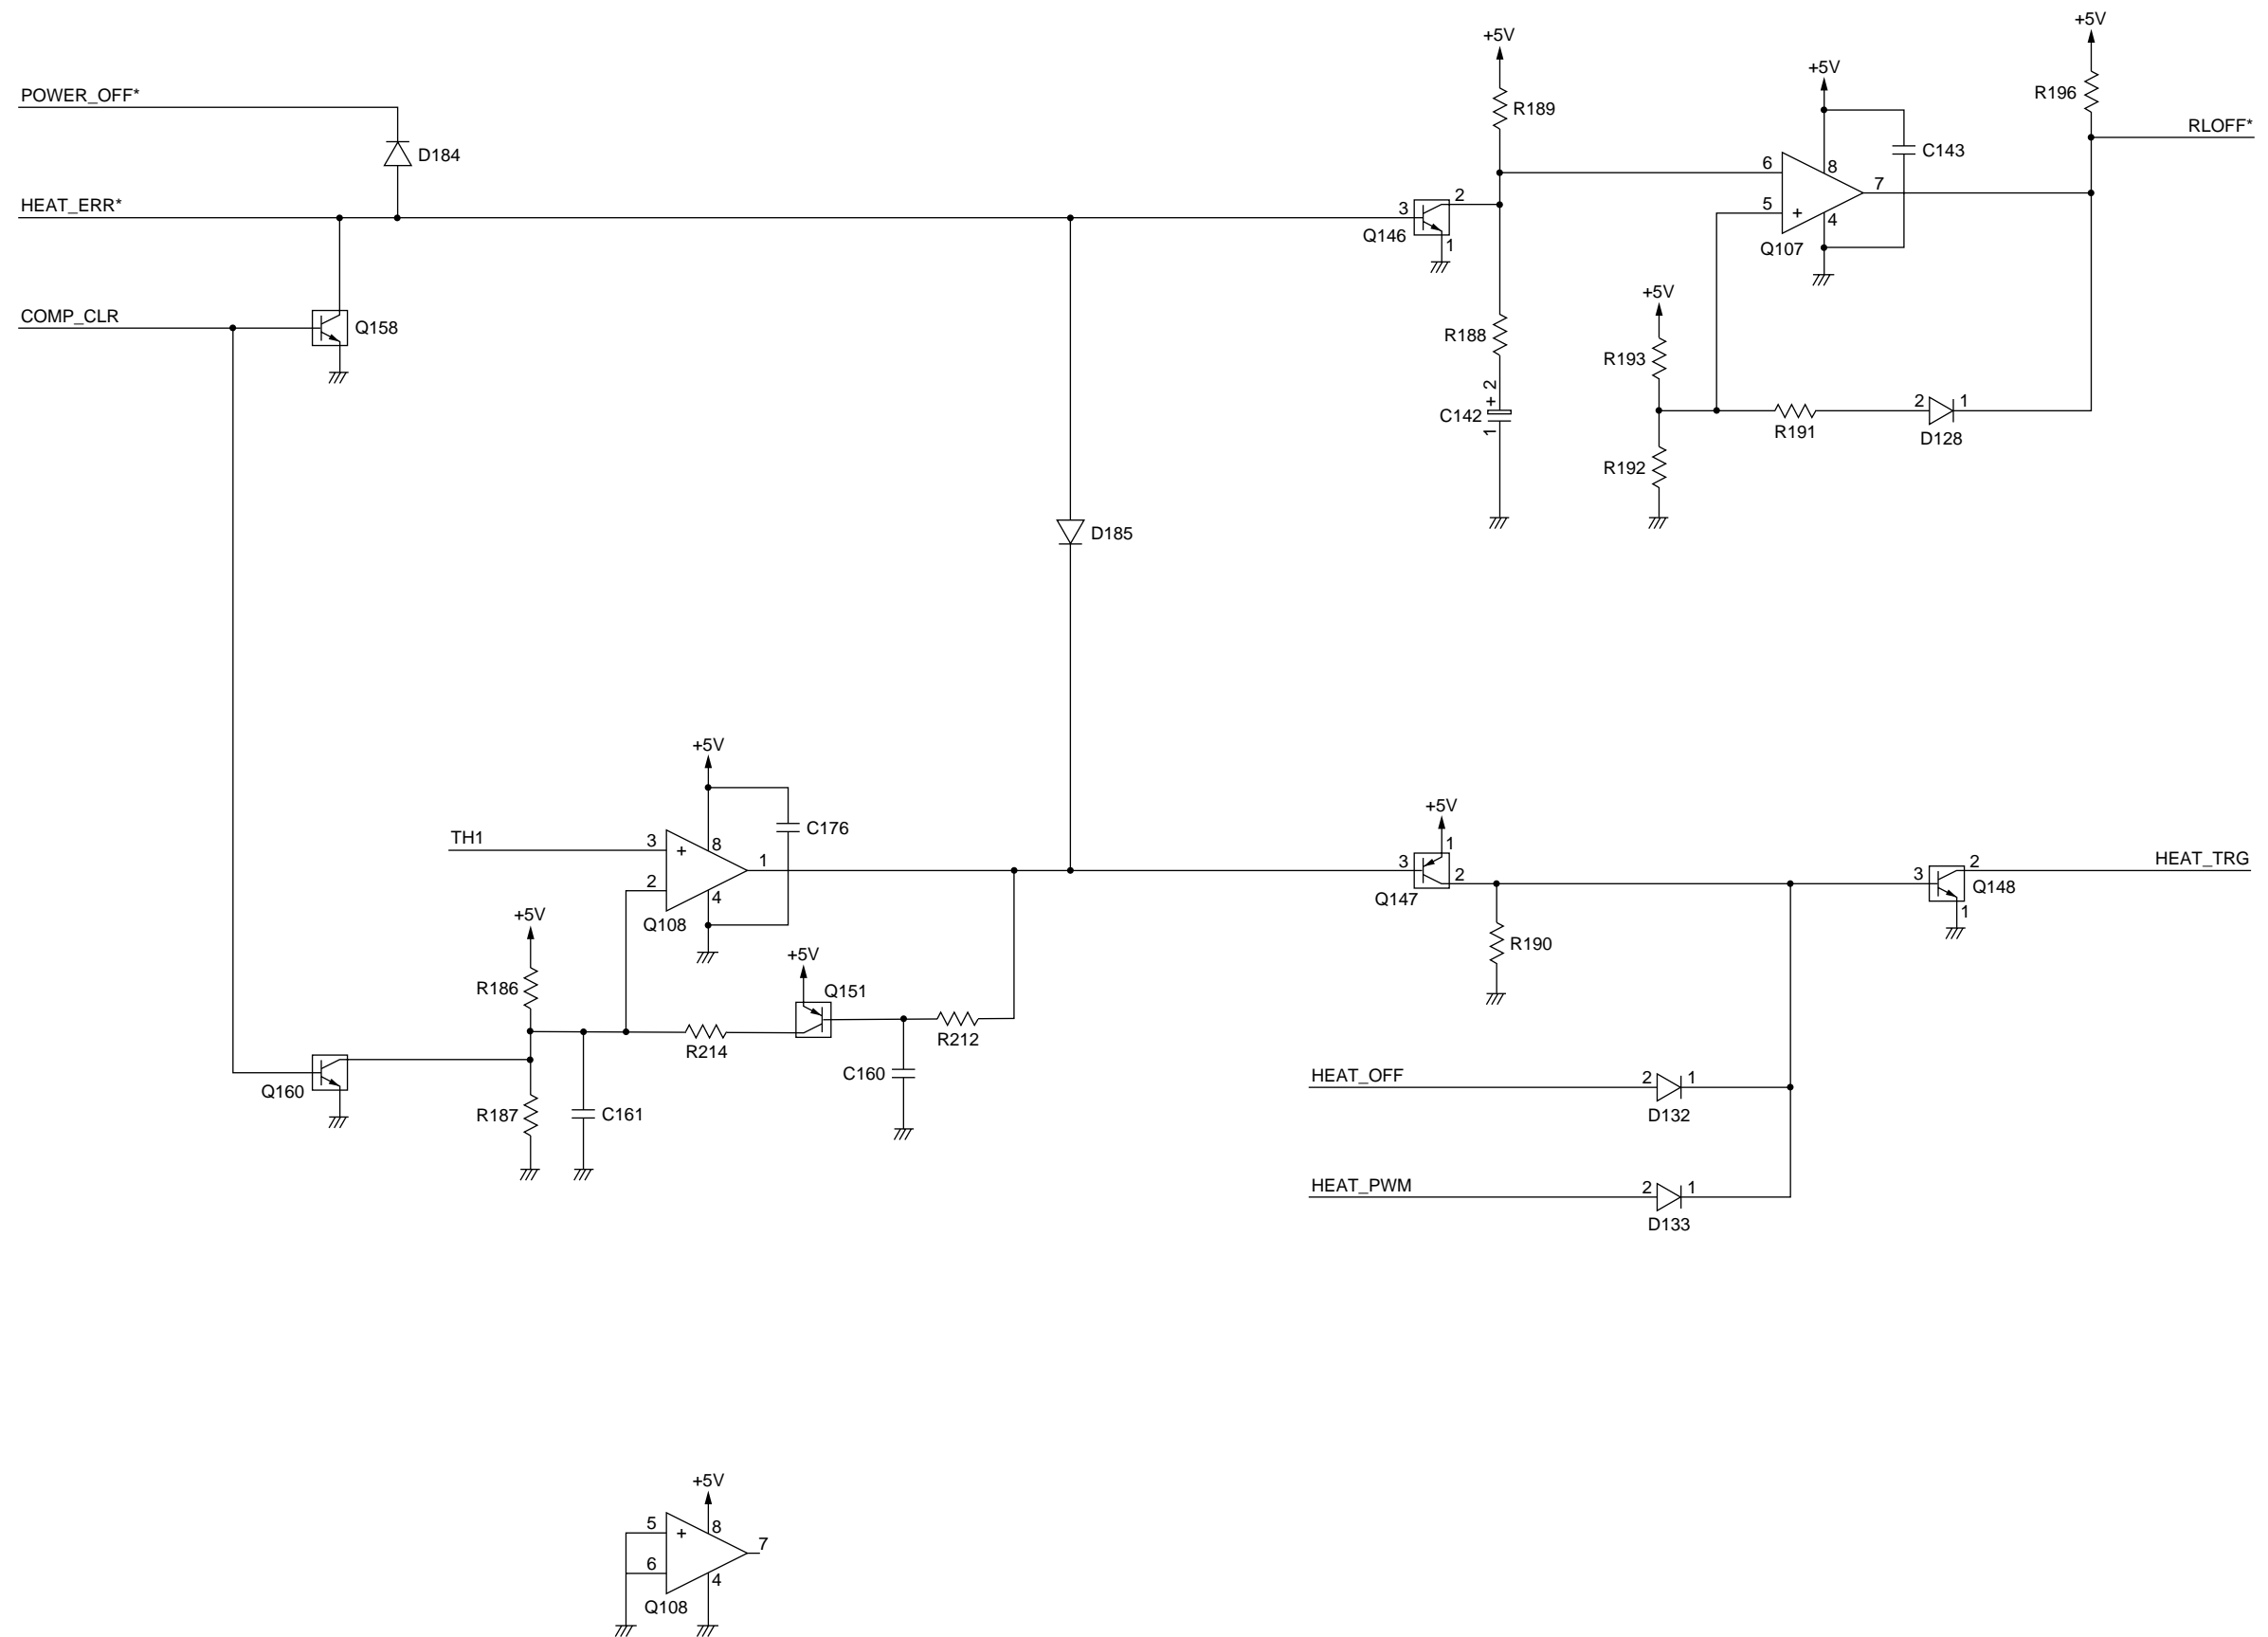 +5V
+5V
+5V
POWER_OFF*
R196
R189
RLOFF*
D184
C143
6
8
7
HEAT_ERR*
2
3
5
+
4
Q146
1
Q107
+5V
COMP_CLR
Q158
R188
R193
2
+
C142
1
2
1
R191
D128
R192
D185
+5V
+5V
C176
TH1
3
+
8
1
1
3
2
2
HEAT_TRG
2
4
3
Q148
Q147
1
+5V
Q108
R190
+5V
Q151
R186
R214
R212
C160
HEAT_OFF
2
1
Q160
R187
C161
D132
HEAT_PWM
2
1
D133
+5V
5
+
8
7
6
4
Q108